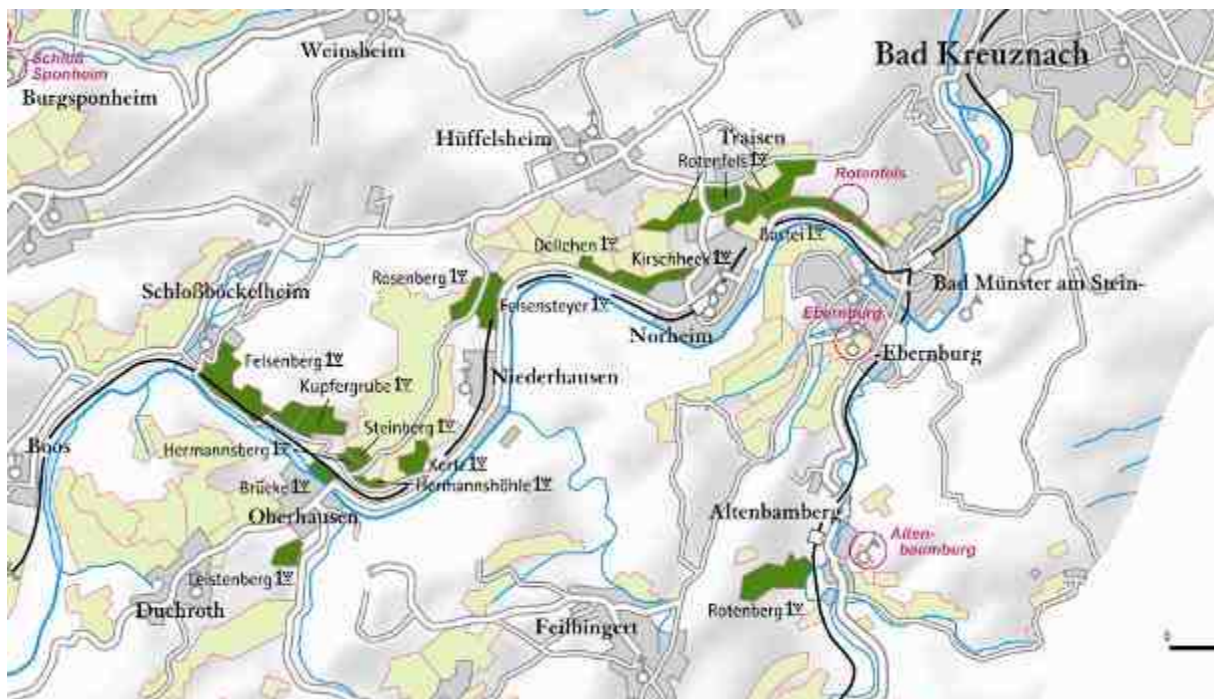 Weinsheim
Bad Kreuznach
Schloß
Sponheim
Burgsponheim
Hüffelsheim
Traisen
Rotenfels 1
Rotenfels
Dellchen 1
Kirschheck 1
Bastei 1
Rosenberg 1
Schloßböckelheim
Felsensteyer 1
Bad Münster am Stein-
Norheim
Ebernburg
-Ebernburg
Felsenberg 1
Niederhausen
Kupfergrube 1
Steinberg 1
Boos
Hermannsberg 1
Kertz 1
Brücke 1
Hermannshöhle 1
Oberhausen
Altenbamberg
Alten-
baumburg
Leistenberg 1
Duchroth
Rotenberg 1
Feilbingert